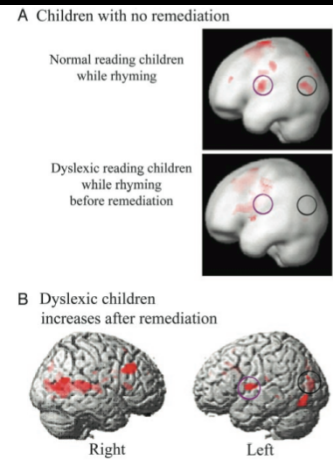 A Children with no remediation
Normal reading children
while rhyming
Dyslexic reading children
while rhyming
before remediation
B Dyslexic children
increases after remediation
Right
Left